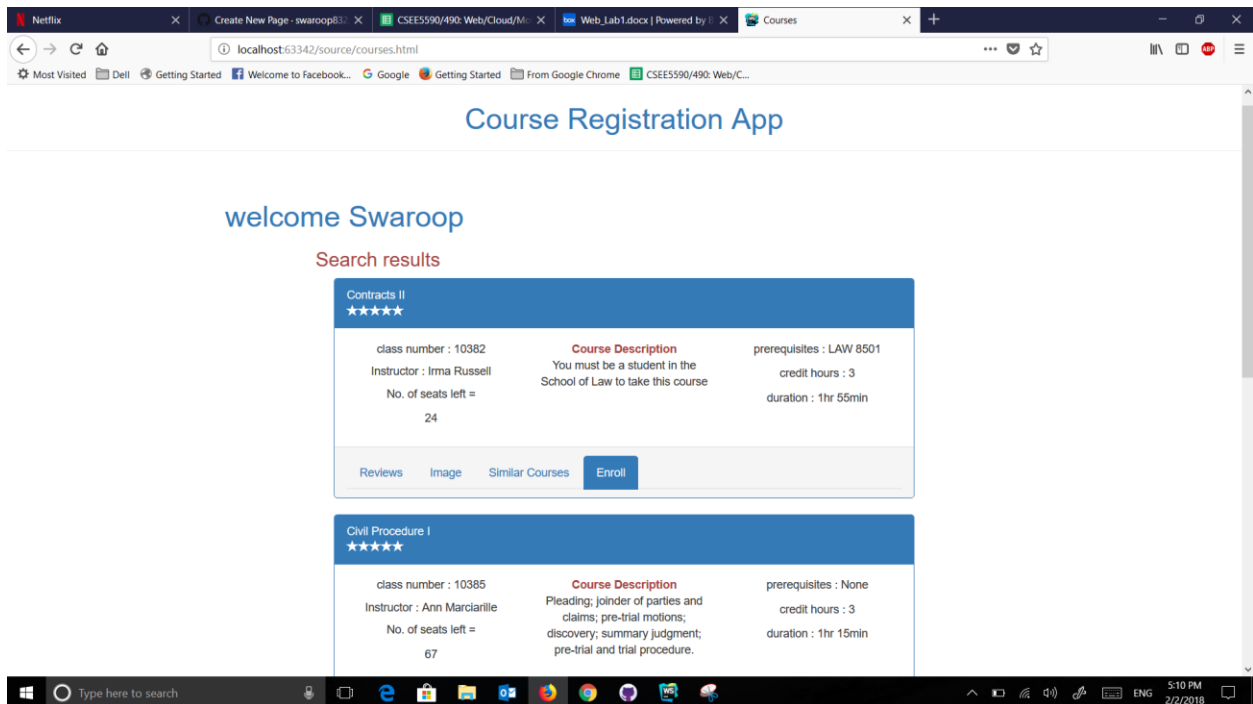 Netflix
Create New Page · swaroop832
CSEE5590/490: Web/Cloud/Mo
box Web_Lab1.docx | Powered by B
Courses
localhost:63342/source/courses.html
Most Visited Dell Getting Started Welcome to Facebook... Google Getting Started From Google Chrome CSEE5590/490: Web/C...
ABP
Course Registration App
welcome Swaroop
Search results
Contracts II
★★★★★
class number : 10382
Instructor : Irma Russell
No. of seats left =
24
Course Description
You must be a student in the
School of Law to take this course
prerequisites : LAW 8501
credit hours : 3
duration : 1hr 55min
Reviews Image Similar Courses Enroll
Civil Procedure I
★★★★★
class number : 10385
Instructor : Ann Marciarille
No. of seats left =
67
Course Description
Pleading; joinder of parties and
claims; pre-trial motions;
discovery; summary judgment;
pre-trial and trial procedure.
prerequisites : None
credit hours : 3
duration : 1hr 15min
Type here to search
WS
ENG
5:10 PM
2/2/2018